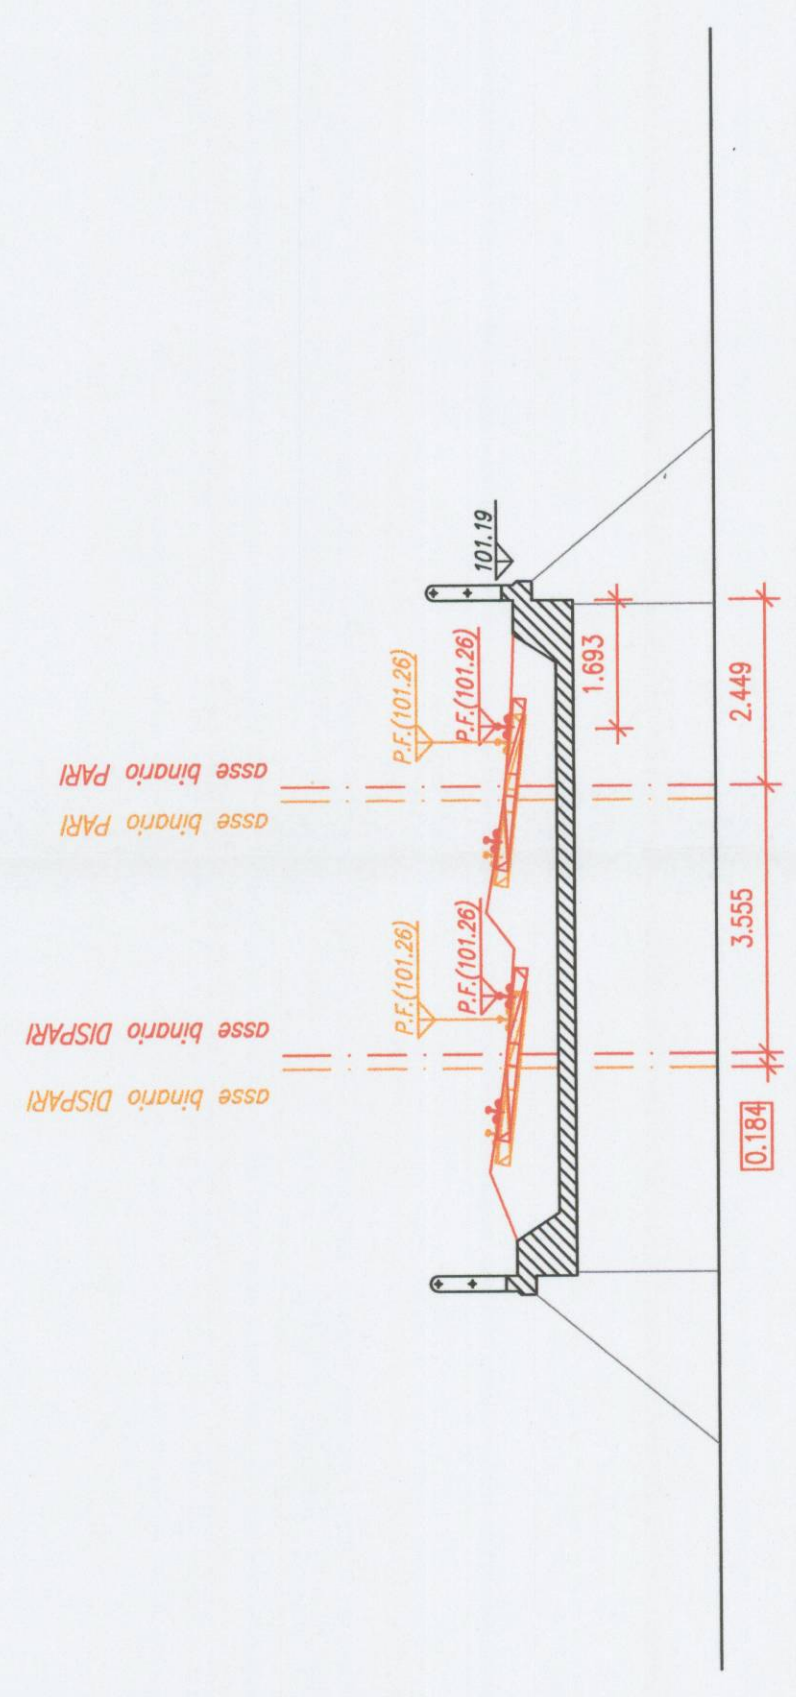 101.19
P.F.(101.26)
P.F.(101.26)
1.693
2.449
asse binario PARI
asse binario PARI
3.555
P.F.(101.26)
P.F.(101.26)
asse binario DISPARI
asse binario DISPARI
0.184